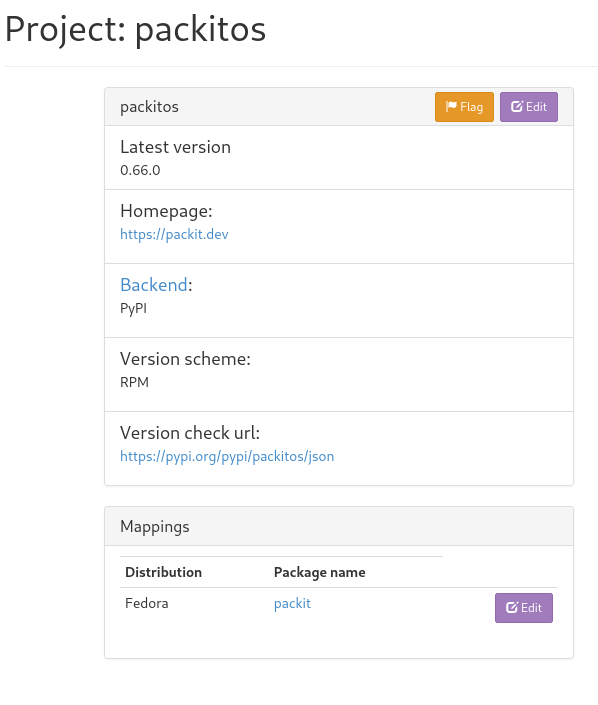 Project: packitos
packitos
Flag
Edit
Latest version
0.66.0
Homepage:
https://packit.dev
Backend:
PyPI
Version scheme:
RPM
Version check url:
https://pypi.org/pypi/packitos/json
Mappings
Distribution Package name
Fedora packit Edit